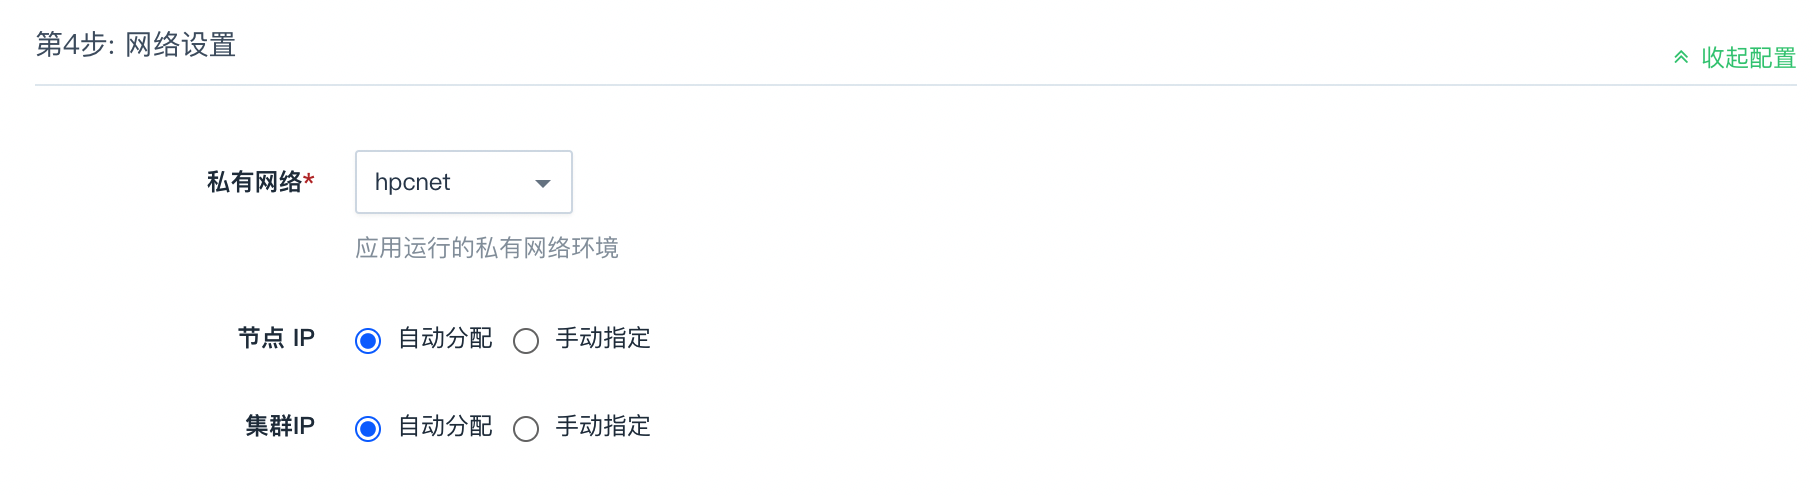 第4步: 网络设置
收起配置
私有网络* hpcnet
应用运行的私有网络环境
节点 IP 自动分配 手动指定
集群IP 自动分配 手动指定